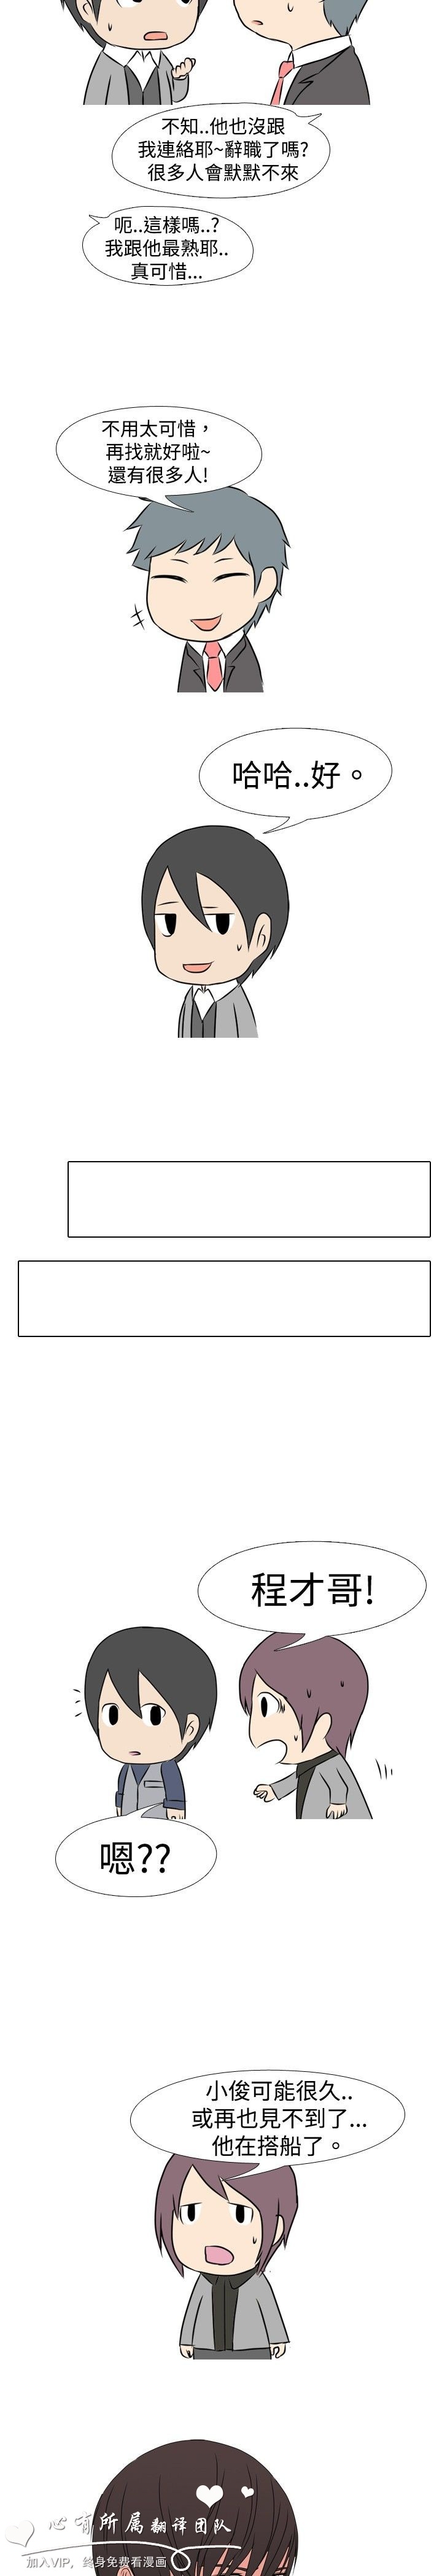 不知..他也沒跟
我連絡耶~辭職了嗎?
很多人會默默不來
呃..這樣嗎..?
我跟他最熟耶..
真可惜...
不用太可惜，
再找就好啦~
還有很多人!
哈哈..好。
程才哥!
嗯??
小俊可能很久..
或再也見不到了...
他在搭船了。
心有所属翻译团队
加入VIP，终身免费看漫画